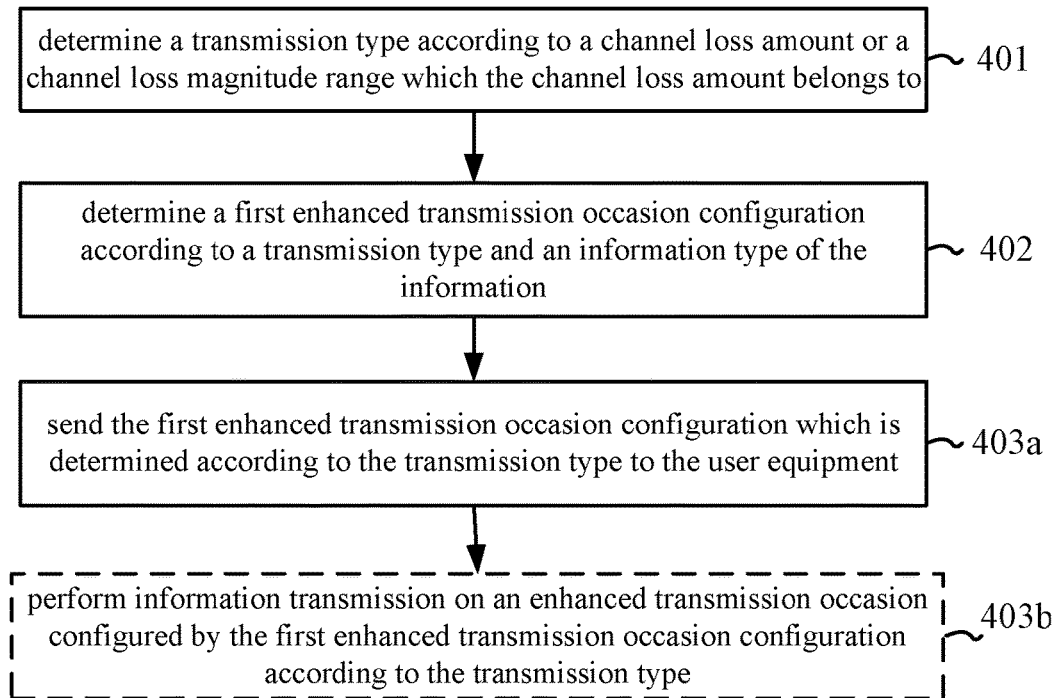 determine a transmission type according to a channel loss amount or a
channel loss magnitude range which the channel loss amount belongs to
401
determine a first enhanced transmission occasion configuration
according to a transmission type and an information type of the
information
402
send the first enhanced transmission occasion configuration which is
determined according to the transmission type to the user equipment
403a
perform information transmission on an enhanced transmission occasion
configured by the first enhanced transmission occasion configuration
according to the transmission type
403b